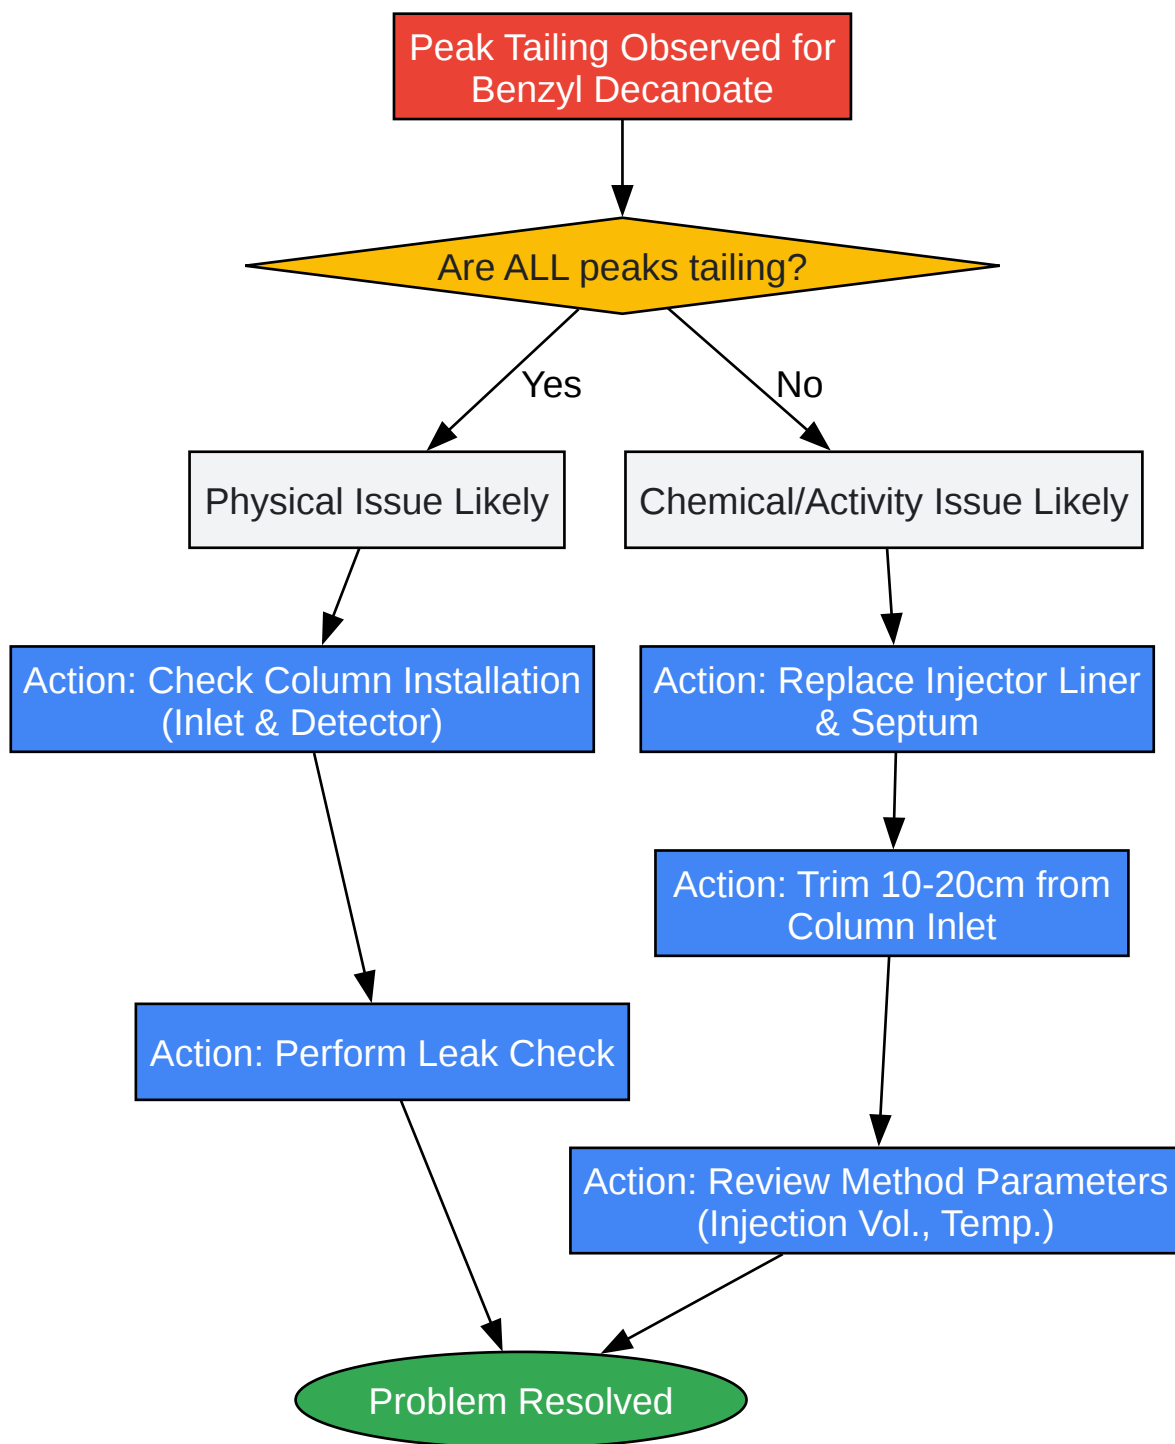 Peak Tailing Observed for
Benzyl Decanoate
Are ALL peaks tailing?
Yes
No
Physical Issue Likely
Chemical/Activity Issue Likely
Action: Check Column Installation
(Inlet & Detector)
Action: Replace Injector Liner
& Septum
Action: Trim 10-20cm from
Column Inlet
Action: Perform Leak Check
Action: Review Method Parameters
(Injection Vol., Temp.)
Problem Resolved